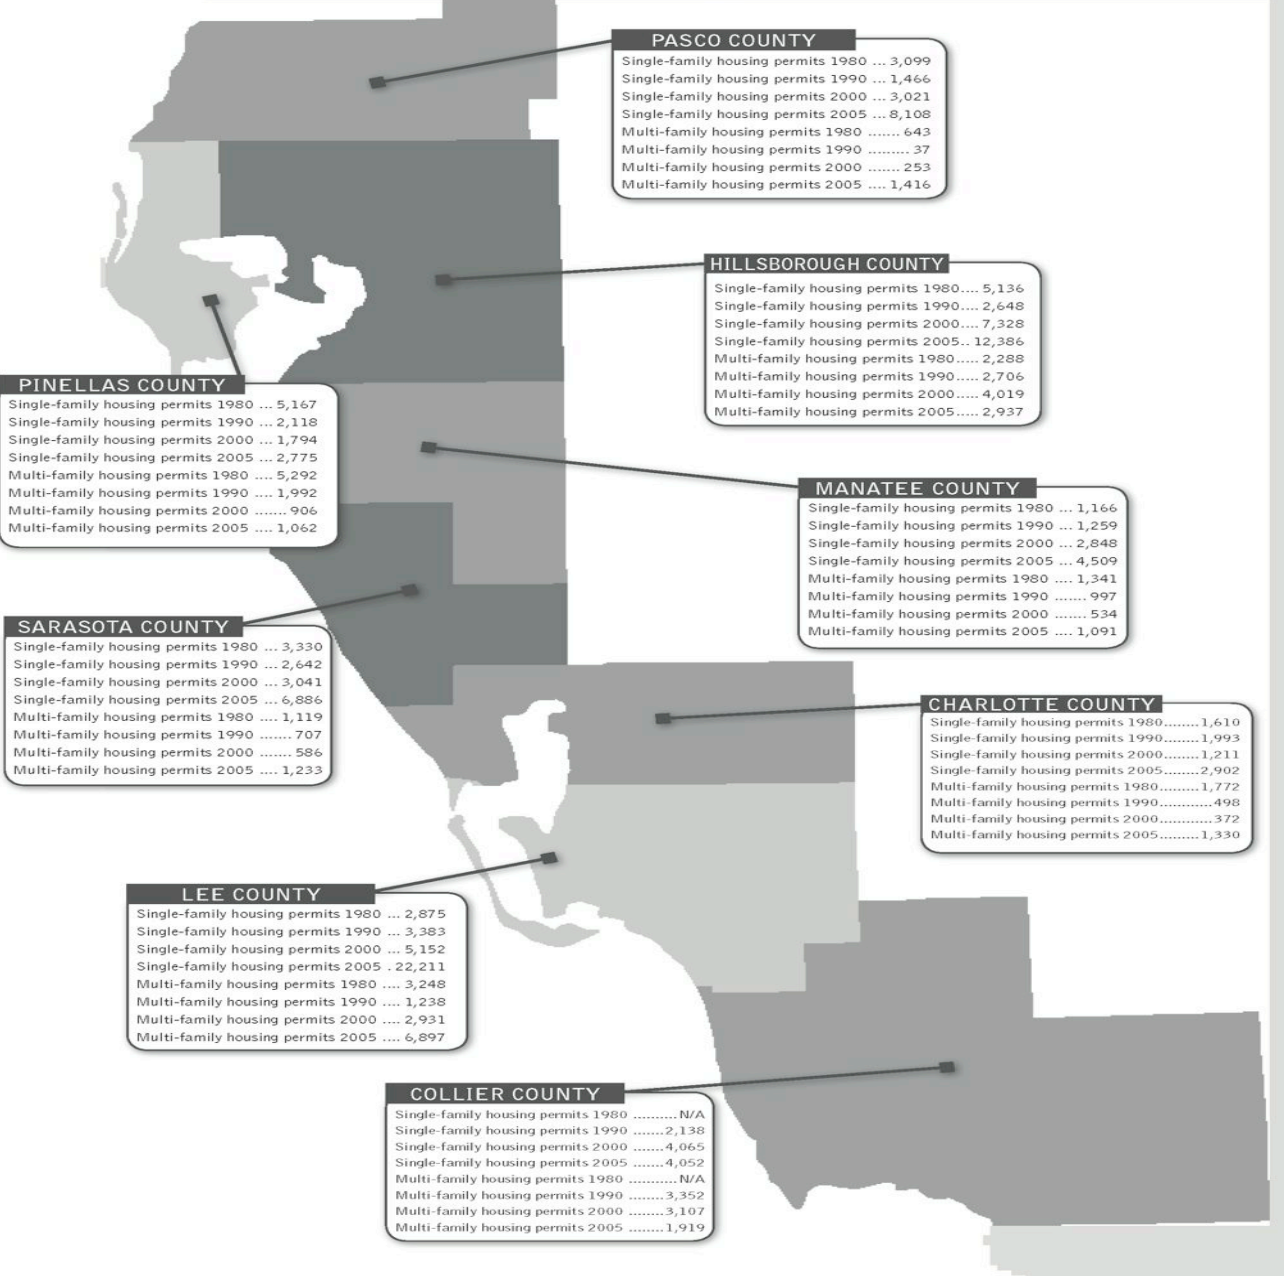 PASCO COUNTY
Single-family housing permits 1980 ... 3,099
Single-family housing permits 1990 ... 1,466
Single-family housing permits 2000 ... 3,021
Single-family housing permits 2005 ... 8,108
Multi-family housing permits 1980 ....... 643
Multi-family housing permits 1990 ......... 37
Multi-family housing permits 2000 ....... 253
Multi-family housing permits 2005 .... 1,416
HILLSBOROUGH COUNTY
Single-family housing permits 1980.... 5,136
Single-family housing permits 1990.... 2,648
Single-family housing permits 2000.... 7,328
Single-family housing permits 2005.. 12,386
Multi-family housing permits 1980..... 2,288
Multi-family housing permits 1990..... 2,706
Multi-family housing permits 2000..... 4,019
Multi-family housing permits 2005..... 2,937
PINELLAS COUNTY
Single-family housing permits 1980 ... 5,167
Single-family housing permits 1990 ... 2,118
Single-family housing permits 2000 ... 1,794
Single-family housing permits 2005 ... 2,775
Multi-family housing permits 1980 .... 5,292
Multi-family housing permits 1990 .... 1,992
Multi-family housing permits 2000 ....... 906
Multi-family housing permits 2005 .... 1,062
MANATEE COUNTY
Single-family housing permits 1980 ... 1,166
Single-family housing permits 1990 ... 1,259
Single-family housing permits 2000 ... 2,848
Single-family housing permits 2005 ... 4,509
Multi-family housing permits 1980 .... 1,341
Multi-family housing permits 1990 ....... 997
Multi-family housing permits 2000 ....... 534
Multi-family housing permits 2005 .... 1,091
SARASOTA COUNTY
Single-family housing permits 1980 ... 3,330
Single-family housing permits 1990 ... 2,642
Single-family housing permits 2000 ... 3,041
Single-family housing permits 2005 ... 6,886
Multi-family housing permits 1980 .... 1,119
Multi-family housing permits 1990 ....... 707
Multi-family housing permits 2000 ....... 586
Multi-family housing permits 2005 .... 1,233
CHARLOTTE COUNTY
Single-family housing permits 1980........1,610
Single-family housing permits 1990........1,993
Single-family housing permits 2000........1,211
Single-family housing permits 2005........2,902
Multi-family housing permits 1980.........1,772
Multi-family housing permits 1990............498
Multi-family housing permits 2000............372
Multi-family housing permits 2005.........1,330
LEE COUNTY
Single-family housing permits 1980 ... 2,875
Single-family housing permits 1990 ... 3,383
Single-family housing permits 2000 ... 5,152
Single-family housing permits 2005 . 22,211
Multi-family housing permits 1980 .... 3,248
Multi-family housing permits 1990 .... 1,238
Multi-family housing permits 2000 .... 2,931
Multi-family housing permits 2005 .... 6,897
COLLIER COUNTY
Single-family housing permits 1980 ..........N/A
Single-family housing permits 1990 .......2,138
Single-family housing permits 2000 .......4,065
Single-family housing permits 2005 .......4,052
Multi-family housing permits 1980 ...........N/A
Multi-family housing permits 1990 ........3,352
Multi-family housing permits 2000 ........3,107
Multi-family housing permits 2005 ........1,919